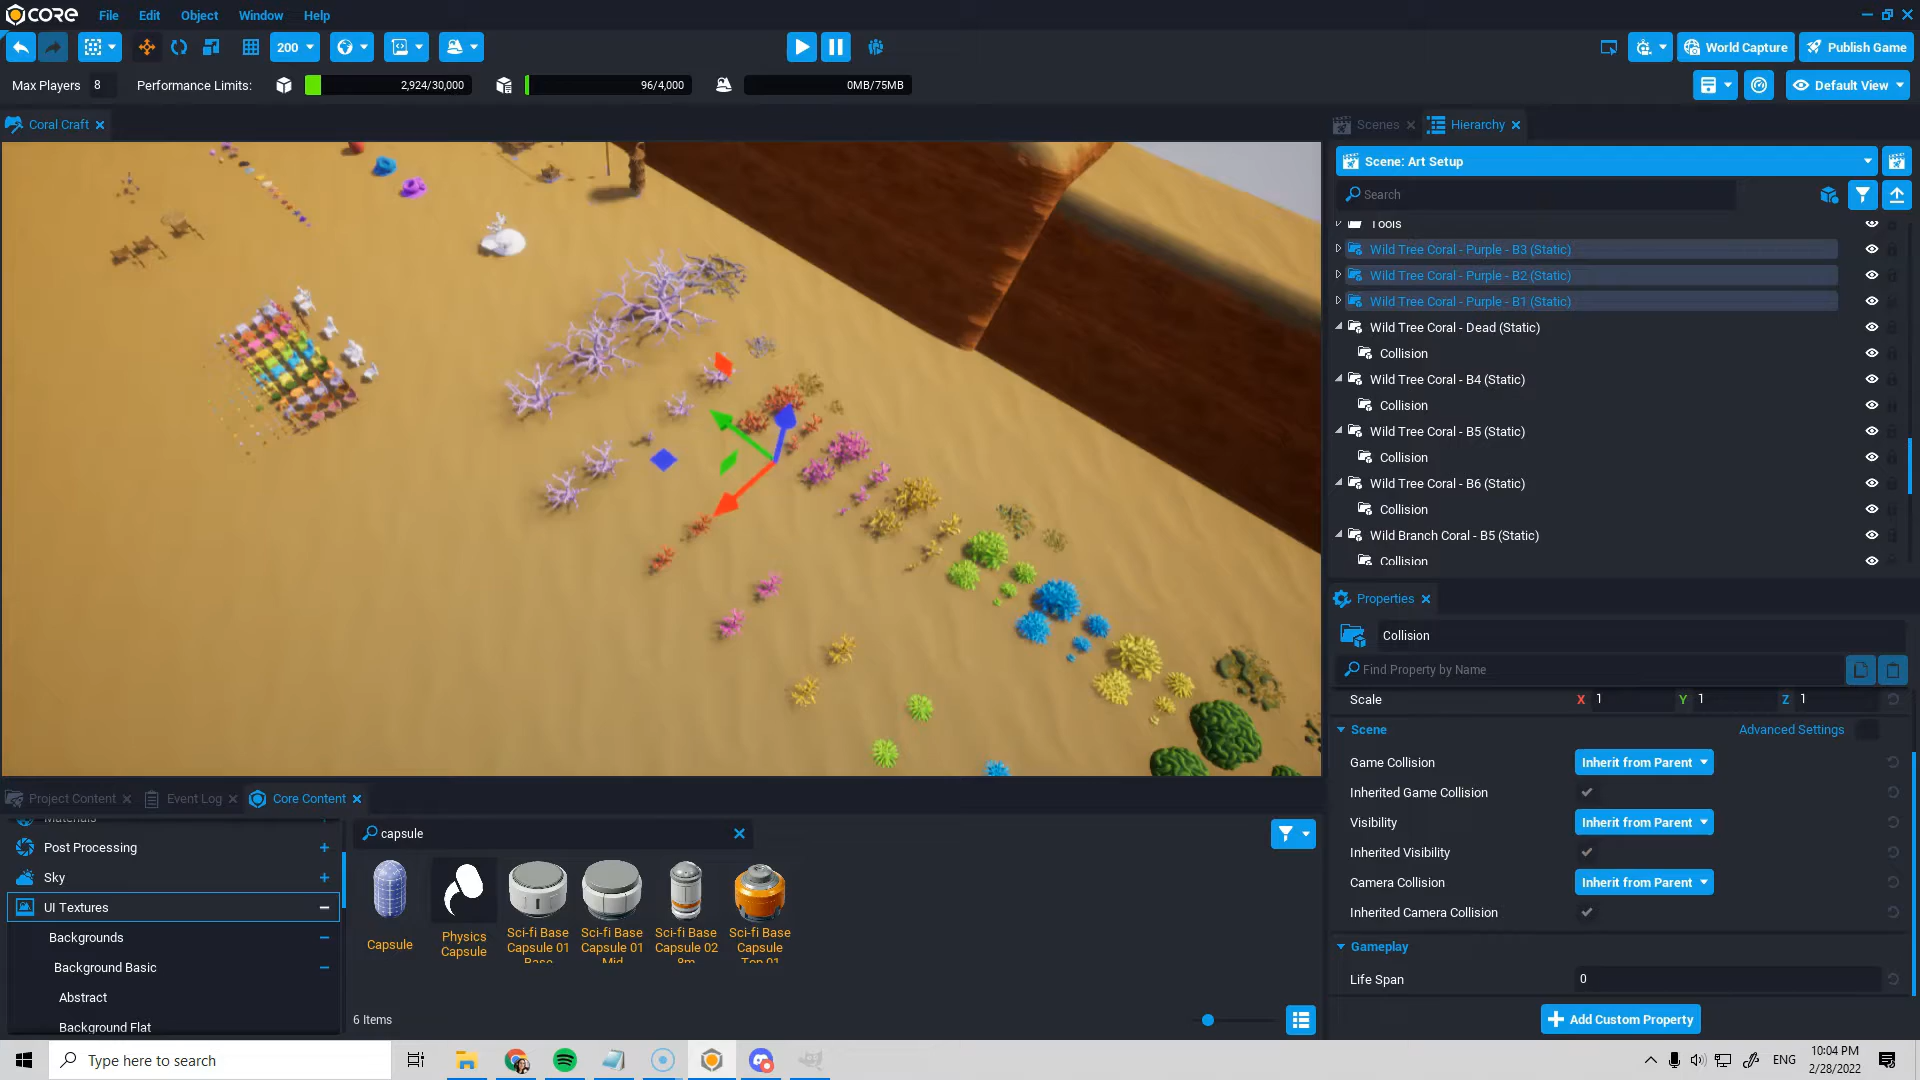 CORE File Edit Object Window Help
200 World Capture Publish Game
Max Players 8 Performance Limits: 2,924/30,000 96/4,000 0MB/75MB Default View
Coral Craft
Scenes Hierarchy
Scene: Art Setup
Search
Tools
Wild Tree Coral - Purple - B3 (Static)
Wild Tree Coral - Purple - B2 (Static)
Wild Tree Coral - Purple - B1 (Static)
Wild Tree Coral - Dead (Static)
Collision
Wild Tree Coral - B4 (Static)
Collision
Wild Tree Coral - B5 (Static)
Collision
Wild Tree Coral - B6 (Static)
Collision
Wild Branch Coral - B5 (Static)
Collision
Properties
Collision
Find Property by Name
Scale X 1 Y 1 Z 1
Scene Advanced Settings
Game Collision Inherit from Parent
Inherited Game Collision
Visibility Inherit from Parent
Inherited Visibility
Camera Collision Inherit from Parent
Inherited Camera Collision
Gameplay
Life Span 0
Add Custom Property
Project Content Event Log Core Content
Materials
Post Processing
Sky
UI Textures
Backgrounds
Background Basic
Abstract
Background Flat
capsule
Capsule
Physics
Capsule
Sci-fi Base
Capsule 01
Base
Sci-fi Base
Capsule 01
Mid
Sci-fi Base
Capsule 02
8m
Sci-fi Base
Capsule
Top 01
6 Items
Type here to search
ENG
10:04 PM
2/28/2022